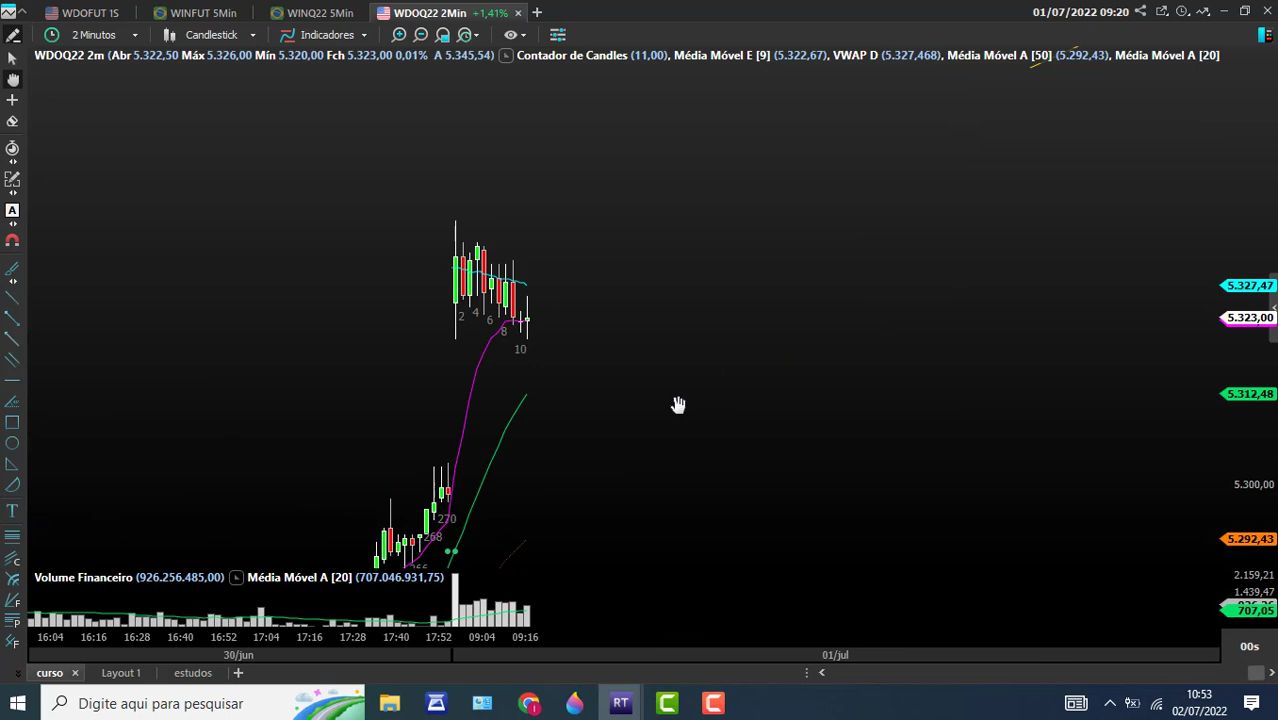 WDOFUT 1S
WINFUT 5Min
WINQ22 5Min
WDOQ22 2Min +1,41%
01/07/2022 09:20
2 Minutos
Candlestick
Indicadores
WDOQ22 2m (Abr 5.322,50 Máx 5.326,00 Mín 5.320,00 Fch 5.323,00 0,01% A 5.345,54) Contador de Candles (11,00), Média Móvel E [9] (5.322,67), VWAP D (5.327,468), Média Móvel A [50] (5.292,43), Média Móvel A [20]
5.327,47
2 4 6 8 10
5.323,00
5.312,48
5.300,00
270
268
5.292,43
Volume Financeiro (926.256.485,00) Média Móvel A [20] (707.046.931,75)
2.159,21
1.439,47
707,05
16:04 16:16 16:28 16:40 16:52 17:04 17:16 17:28 17:40 17:52 09:04 09:16
00s
30/jun 01/jul
curso Layout 1 estudos
Digite aqui para pesquisar
RT
10:53
02/07/2022